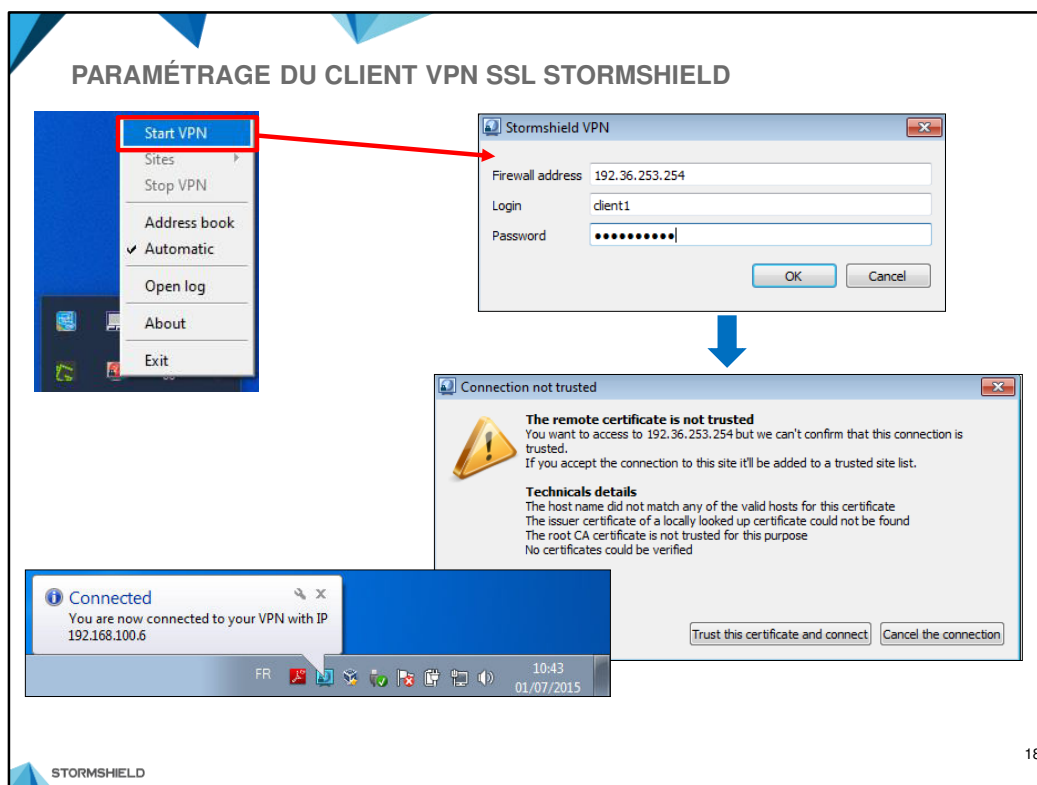 PARAMÉTRAGE DU CLIENT VPN SSL STORMSHIELD
Start VPN
Sites
Stop VPN
Address book
Automatic
Open log
About
Exit
Stormshield VPN
Firewall address 192.36.253.254
Login client1
Password ••••••••••
OK Cancel
Connection not trusted
The remote certificate is not trusted
You want to access to 192.36.253.254 but we can't confirm that this connection is
trusted.
If you accept the connection to this site it'll be added to a trusted site list.
Technicals details
The host name did not match any of the valid hosts for this certificate
The issuer certificate of a locally looked up certificate could not be found
The root CA certificate is not trusted for this purpose
No certificates could be verified
Trust this certificate and connect Cancel the connection
Connected
You are now connected to your VPN with IP
192.168.100.6
FR 10:43
01/07/2015
18
STORMSHIELD